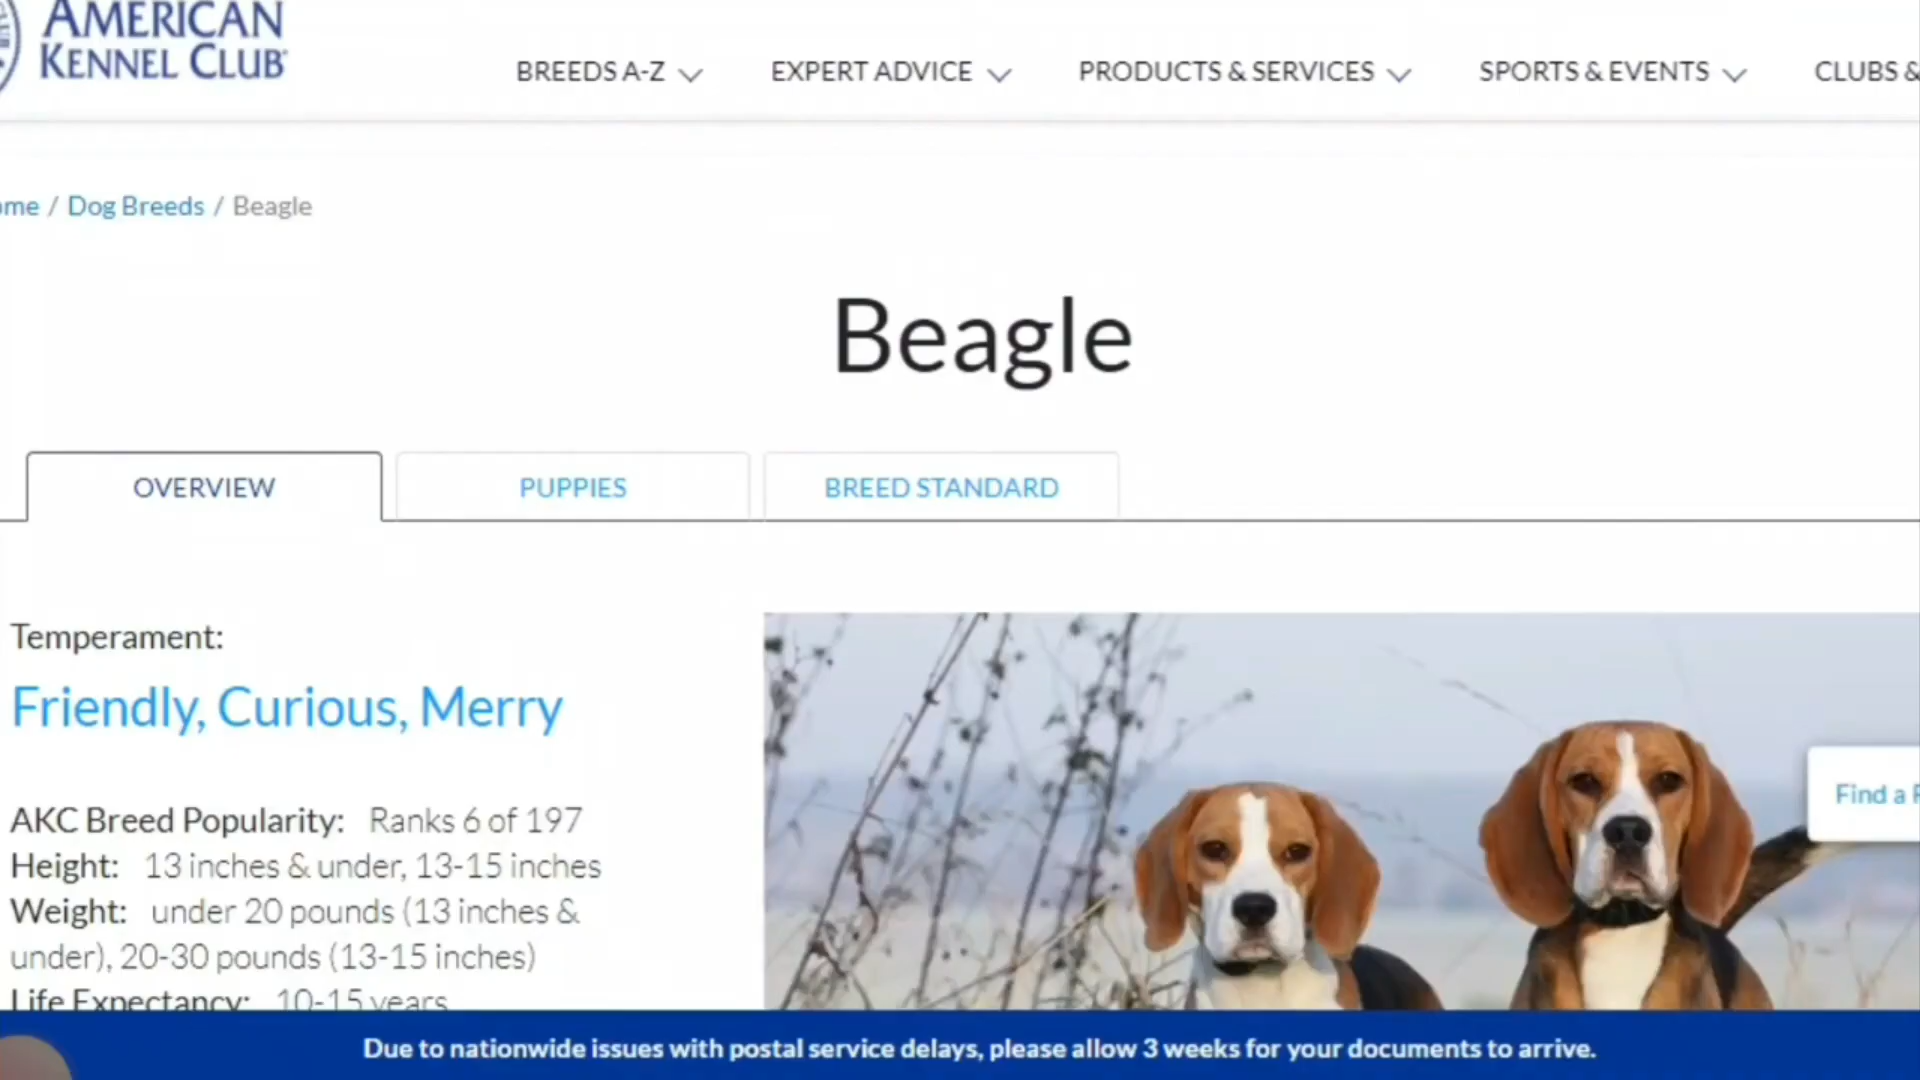 AMERICAN
KENNEL CLUB
BREEDS A-Z
EXPERT ADVICE
PRODUCTS & SERVICES
SPORTS & EVENTS
CLUBS &
ome / Dog Breeds / Beagle
Beagle
OVERVIEW
PUPPIES
BREED STANDARD
Temperament:
Friendly, Curious, Merry
AKC Breed Popularity: Ranks 6 of 197
Height: 13 inches & under, 13-15 inches
Weight: under 20 pounds (13 inches &
under), 20-30 pounds (13-15 inches)
Life Expectancy: 10-15 years
Find a
Due to nationwide issues with postal service delays, please allow 3 weeks for your documents to arrive.